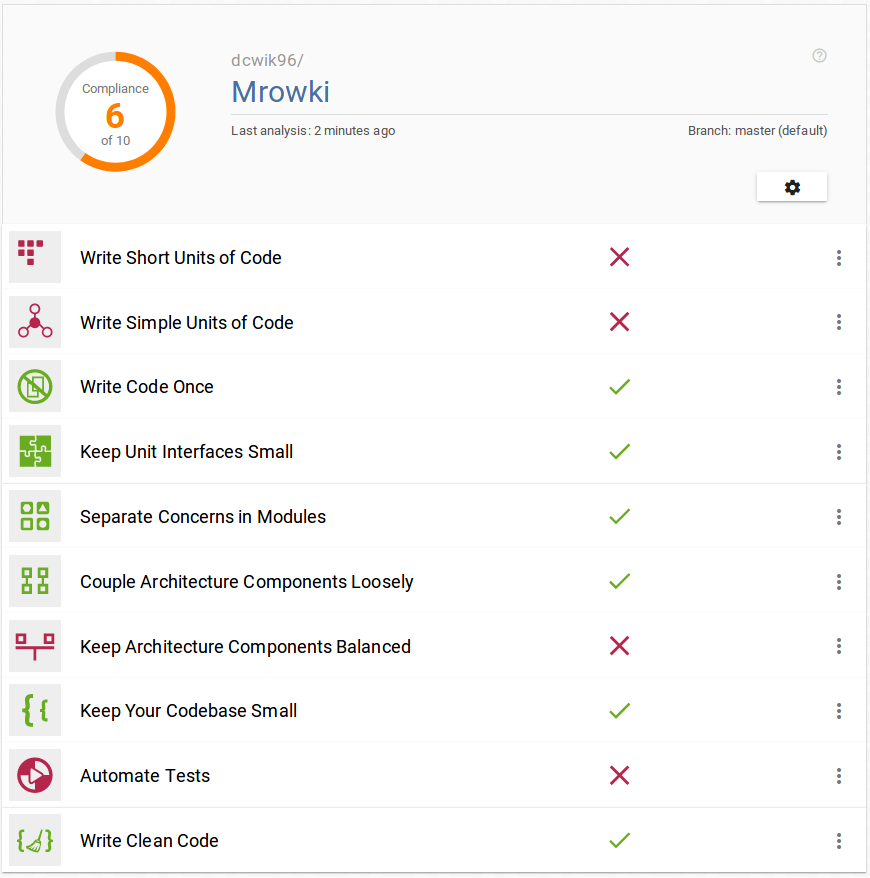 Compliance
6
of 10
dcwik96/
Mrowki
Last analysis: 2 minutes ago
Branch: master (default)
Write Short Units of Code
Write Simple Units of Code
Write Code Once
Keep Unit Interfaces Small
Separate Concerns in Modules
Couple Architecture Components Loosely
Keep Architecture Components Balanced
Keep Your Codebase Small
Automate Tests
Write Clean Code